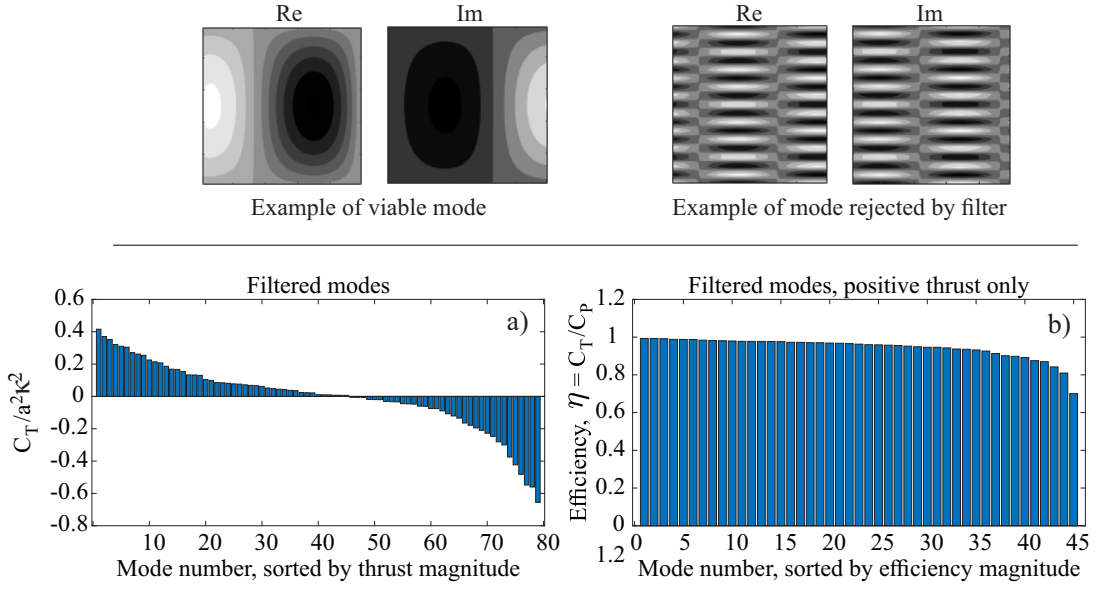 Re Im Re Im
Example of viable mode Example of mode rejected by filter
Filtered modes
0.6
0.4
0.2
0
-0.2
-0.4
-0.6
-0.8
C_T/a²κ²
a)
10 20 30 40 50 60 70 80
Mode number, sorted by thrust magnitude
Filtered modes, positive thrust only
1.2
1
0.8
0.6
0.4
0.2
0
1.2
Efficiency, η = C_T/C_P
b)
0 5 10 15 20 25 30 35 40 45
Mode number, sorted by efficiency magnitude